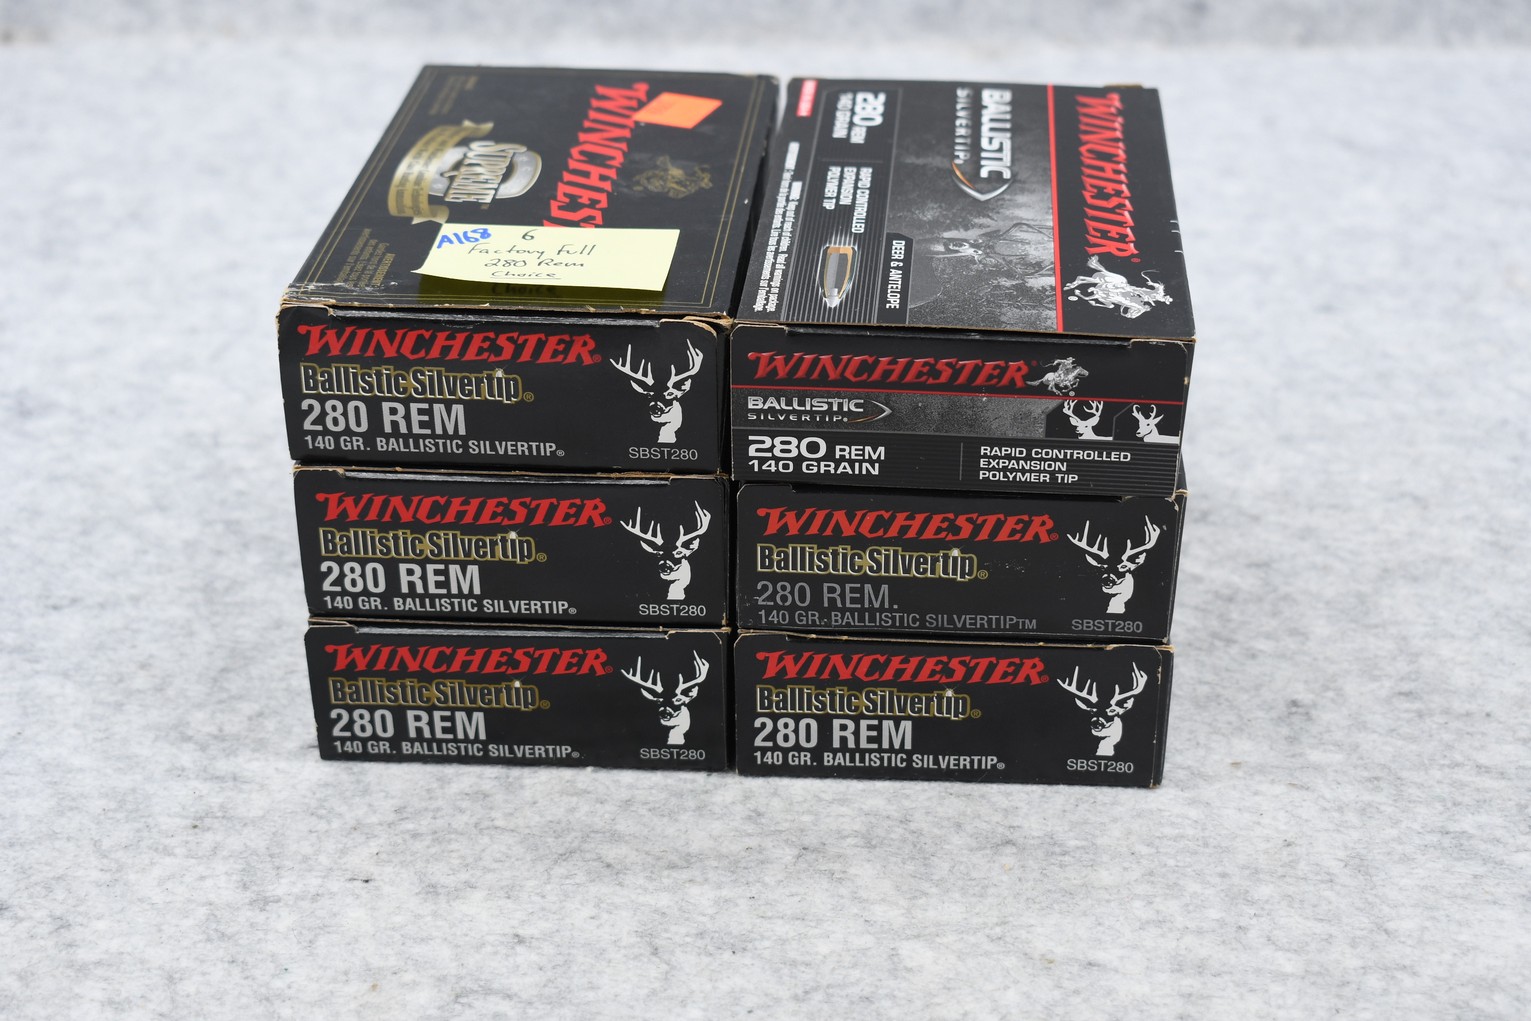 WINCHESTER
SUPREME
A168
6
Factory Full
280 Rem
Choice
Choice
WINCHESTER
BALLISTIC
SILVERTIP
280 REM
140 GRAIN
RAPID CONTROLLED
EXPANSION
POLYMER TIP
DEER & ANTELOPE
WINCHESTER®
Ballistic Silvertip®
280 REM
140 GR. BALLISTIC SILVERTIP®
SBST280
WINCHESTER
BALLISTIC
SILVERTIP®
280 REM
140 GRAIN
RAPID CONTROLLED
EXPANSION
POLYMER TIP
WINCHESTER®
Ballistic Silvertip®
280 REM
140 GR. BALLISTIC SILVERTIP®
SBST280
WINCHESTER®
Ballistic Silvertip®
280 REM.
140 GR. BALLISTIC SILVERTIP™
SBST280
WINCHESTER®
Ballistic Silvertip®
280 REM
140 GR. BALLISTIC SILVERTIP®
SBST280
WINCHESTER®
Ballistic Silvertip®
280 REM
140 GR. BALLISTIC SILVERTIP®
SBST280